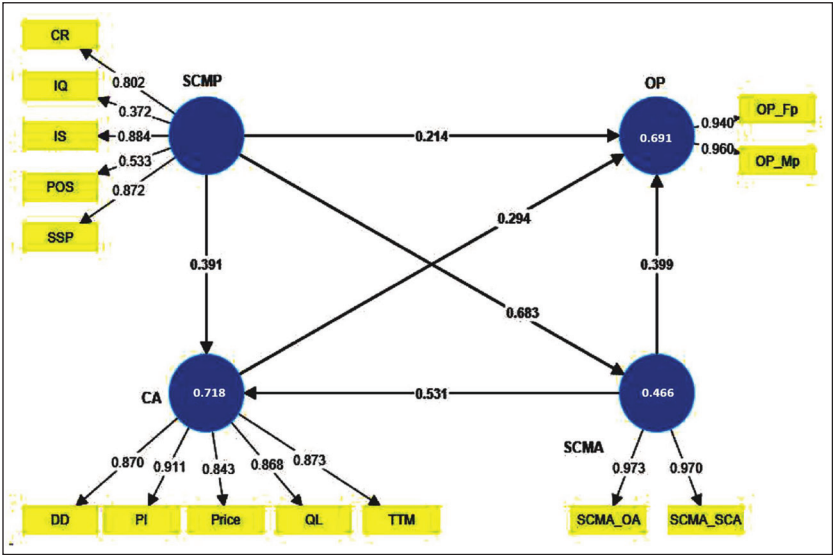 CR
SCMP
OP
0.802
IQ
0.372
OP_Fp
0.940
IS
0.884
0.214
0.691
0.960
OP_Mp
0.533
POS
0.872
0.294
SSP
0.391
0.399
0.683
CA
0.718
0.531
0.466
SCMA
0.870
0.911
0.843
0.868
0.873
0.973
0.970
DD
PI
Price
QL
TTM
SCMA_OA
SCMA_SCA